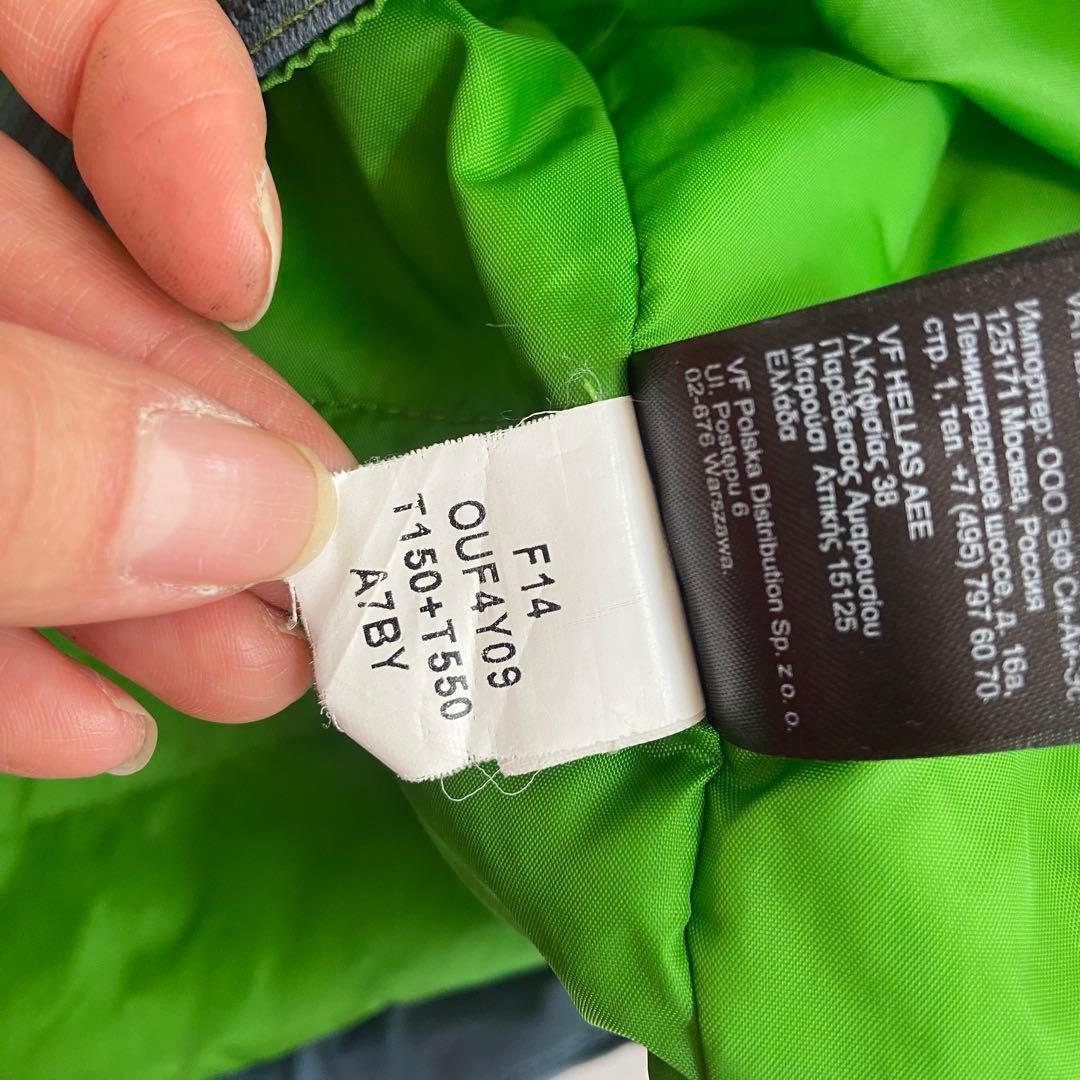 F14
OUF4Y09
T150+T550
A7BY
Импортер: ООО "ВФ Си-Ай-Эс
125171 Москва, Россия
Ленинградское шоссе, д. 16а,
стр. 1, тел. +7 (495) 797 60 70.
VF HELLAS AEE
Λ.Κηφισίας 38
Παράδεισος Αμαρουσίου
Μαρούσι Αττικής 15125
Ελλάδα
VF Polska Distribution Sp. z o. o.
Ul. Postępu 6
02-676 Warszawa.